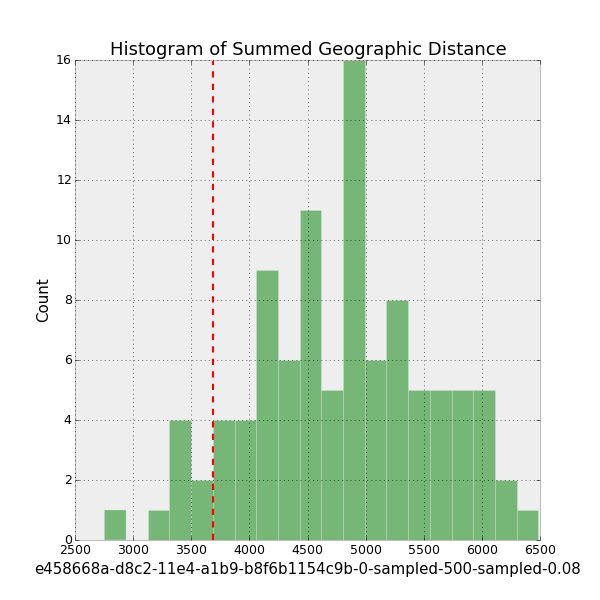 Histogram of Summed Geographic Distance
16
14
12
10
8
6
4
2
0
Count
2500 3000 3500 4000 4500 5000 5500 6000 6500
e458668a-d8c2-11e4-a1b9-b8f6b1154c9b-0-sampled-500-sampled-0.08